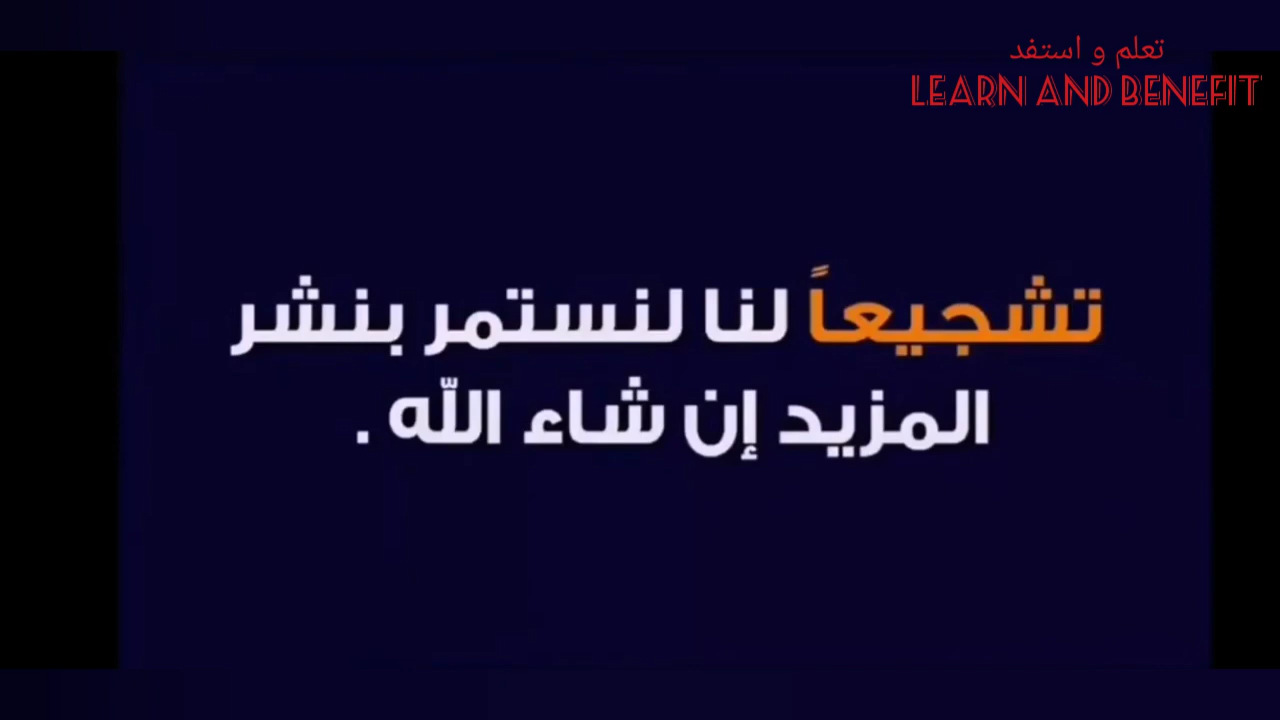 تعلم و استفد
LEARN AND BENEFIT
تشجيعاً لنا لنستمر بنشر
المزيد إن شاء الله .